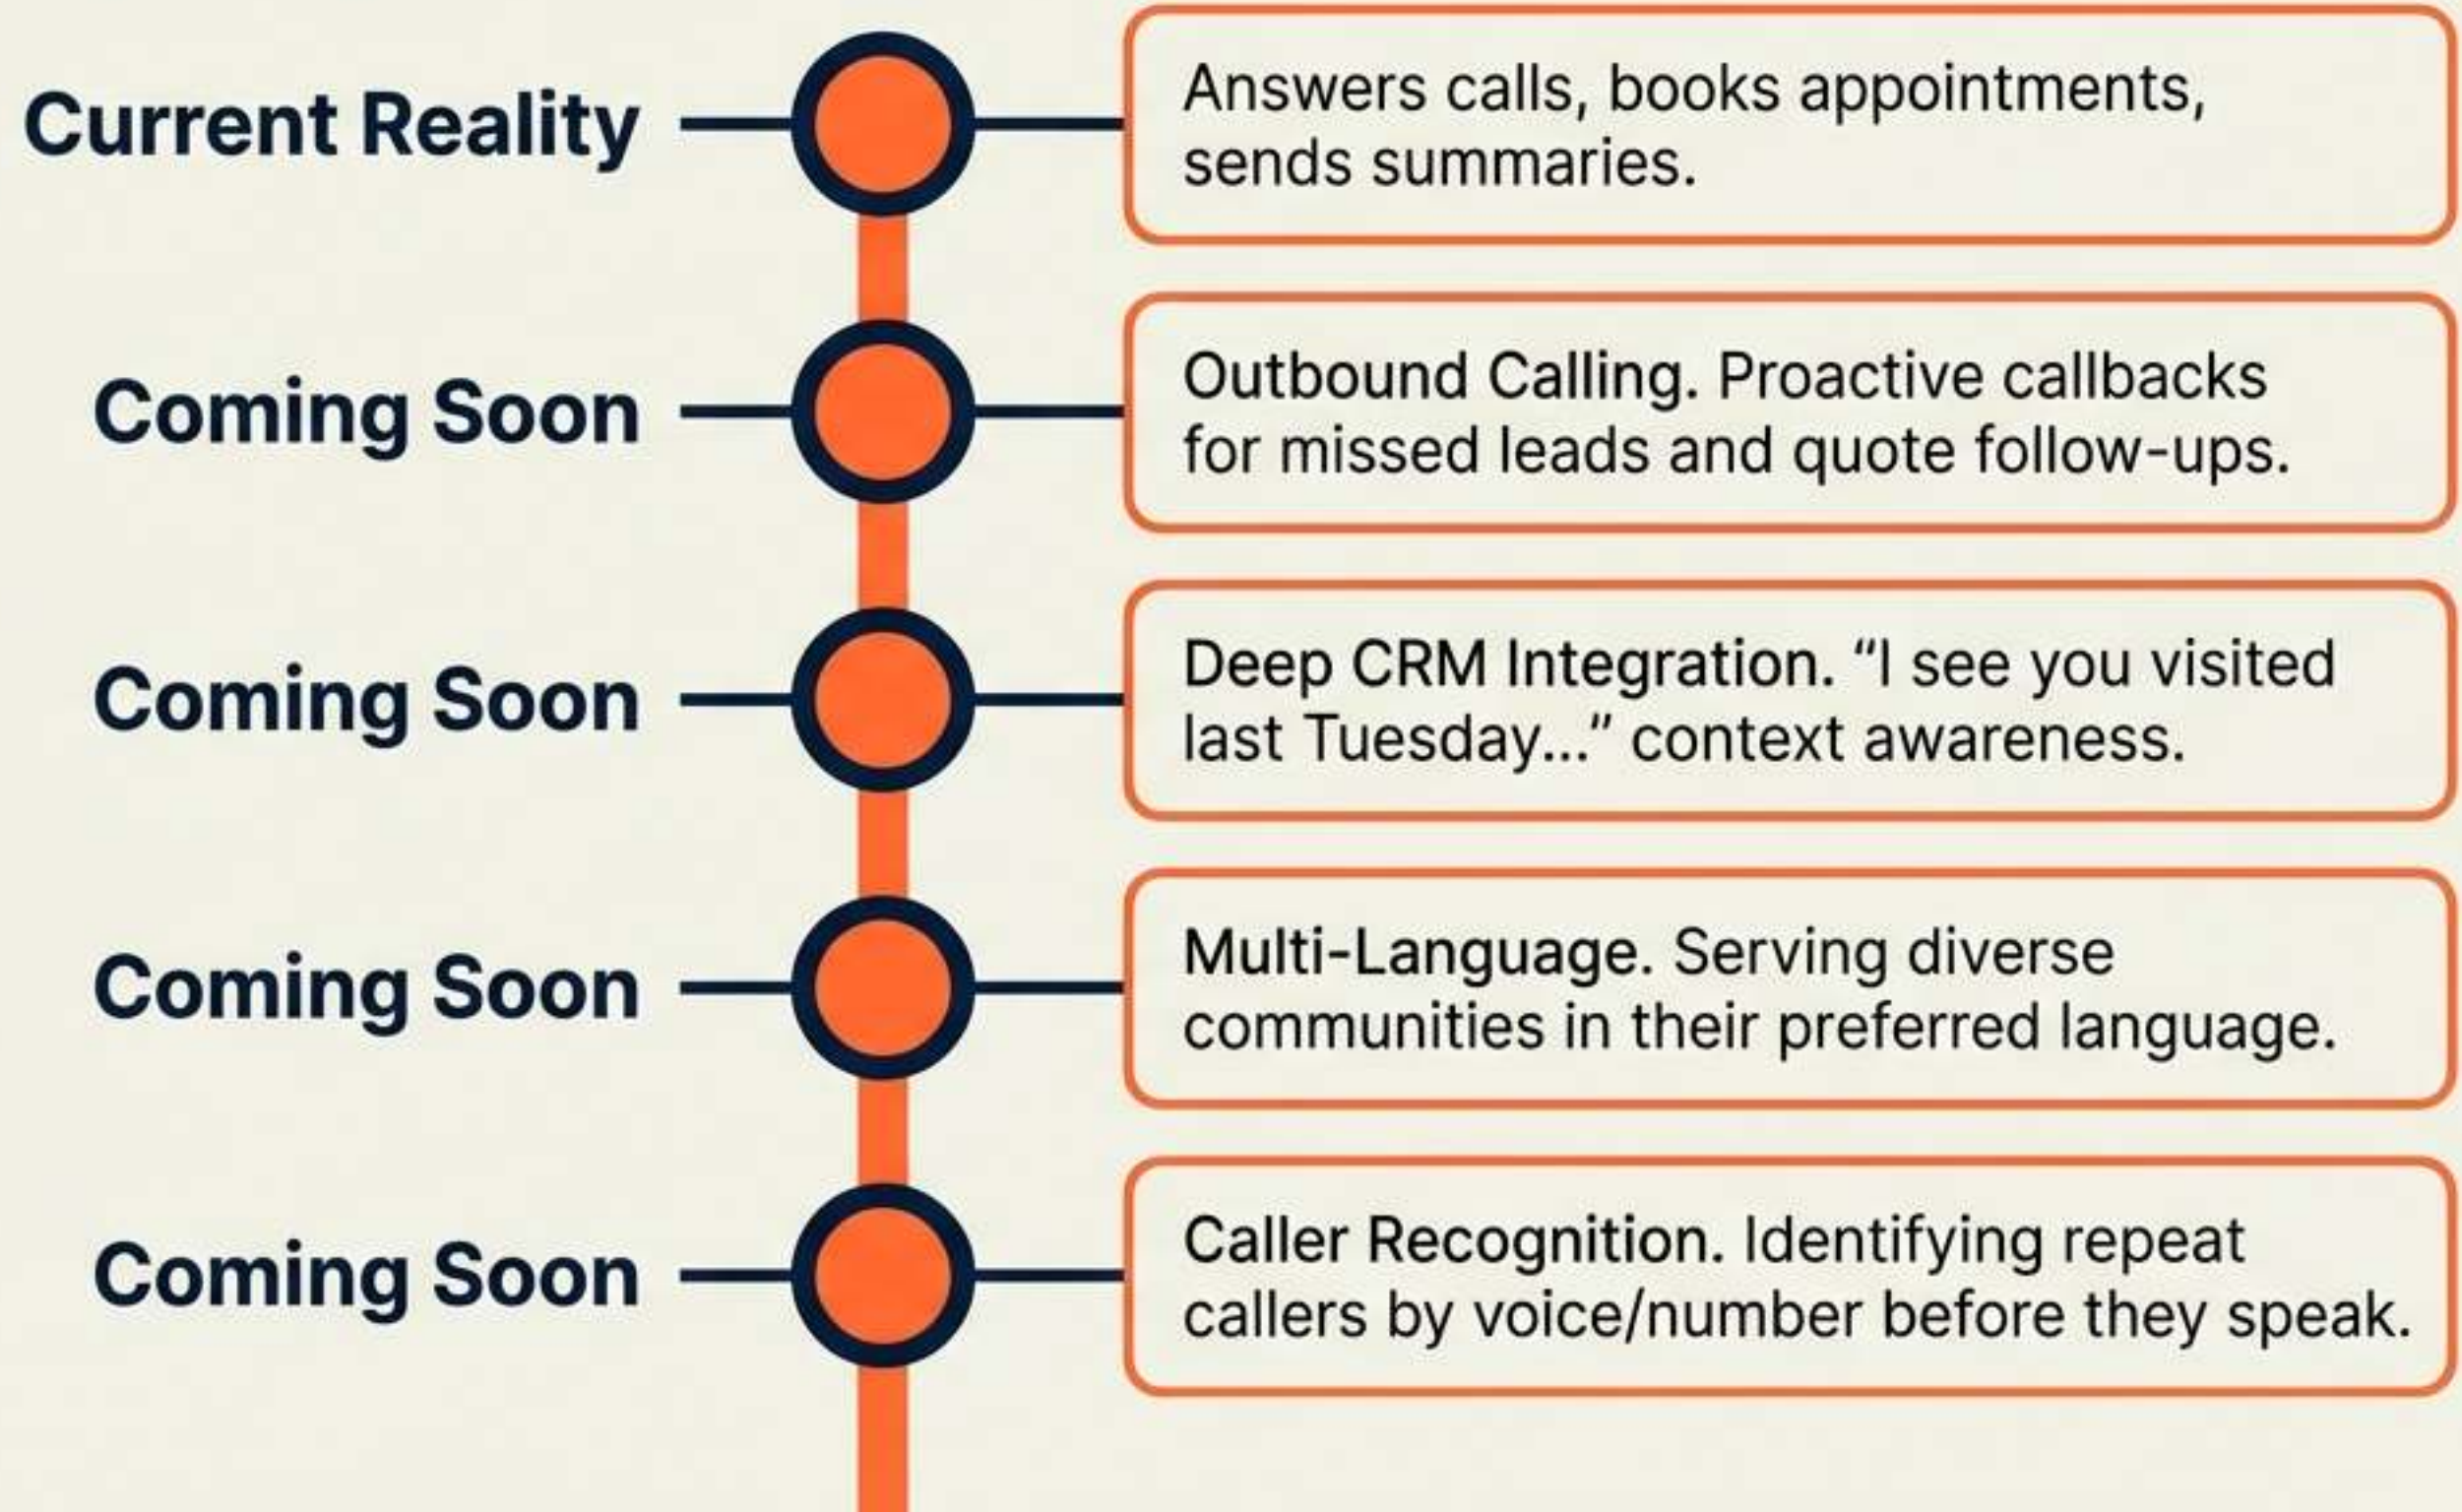 Current Reality
Answers calls, books appointments,
sends summaries.
Coming Soon
Outbound Calling. Proactive callbacks
for missed leads and quote follow-ups.
Coming Soon
Deep CRM Integration. “I see you visited
last Tuesday...” context awareness.
Coming Soon
Multi-Language. Serving diverse
communities in their preferred language.
Coming Soon
Caller Recognition. Identifying repeat
callers by voice/number before they speak.